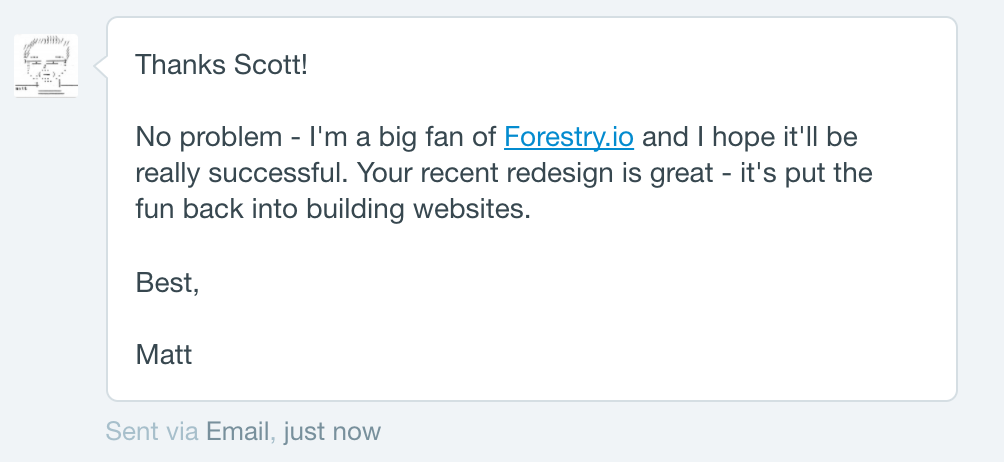 Thanks Scott!
No problem - I'm a big fan of Forestry.io and I hope it'll be
really successful. Your recent redesign is great - it's put the
fun back into building websites.
Best,
Matt
Sent via Email, just now